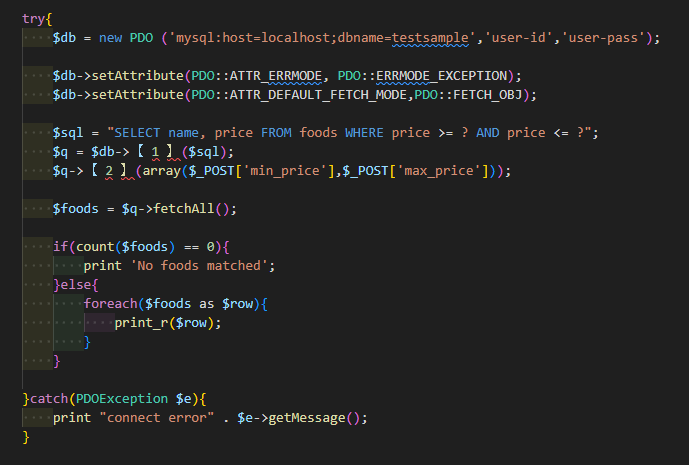 try{
$db = new PDO ('mysql:host=localhost;dbname=testsample','user-id','user-pass');
$db->setAttribute(PDO::ATTR_ERRMODE, PDO::ERRMODE_EXCEPTION);
$db->setAttribute(PDO::ATTR_DEFAULT_FETCH_MODE,PDO::FETCH_OBJ);
$sql = "SELECT name, price FROM foods WHERE price >= ? AND price <= ?";
$q = $db->【 1 】($sql);
$q->【 2 】(array($_POST['min_price'],$_POST['max_price']));
$foods = $q->fetchAll();
if(count($foods) == 0){
print 'No foods matched';
}else{
foreach($foods as $row){
print_r($row);
}
}
}catch(PDOException $e){
print "connect error" . $e->getMessage();
}